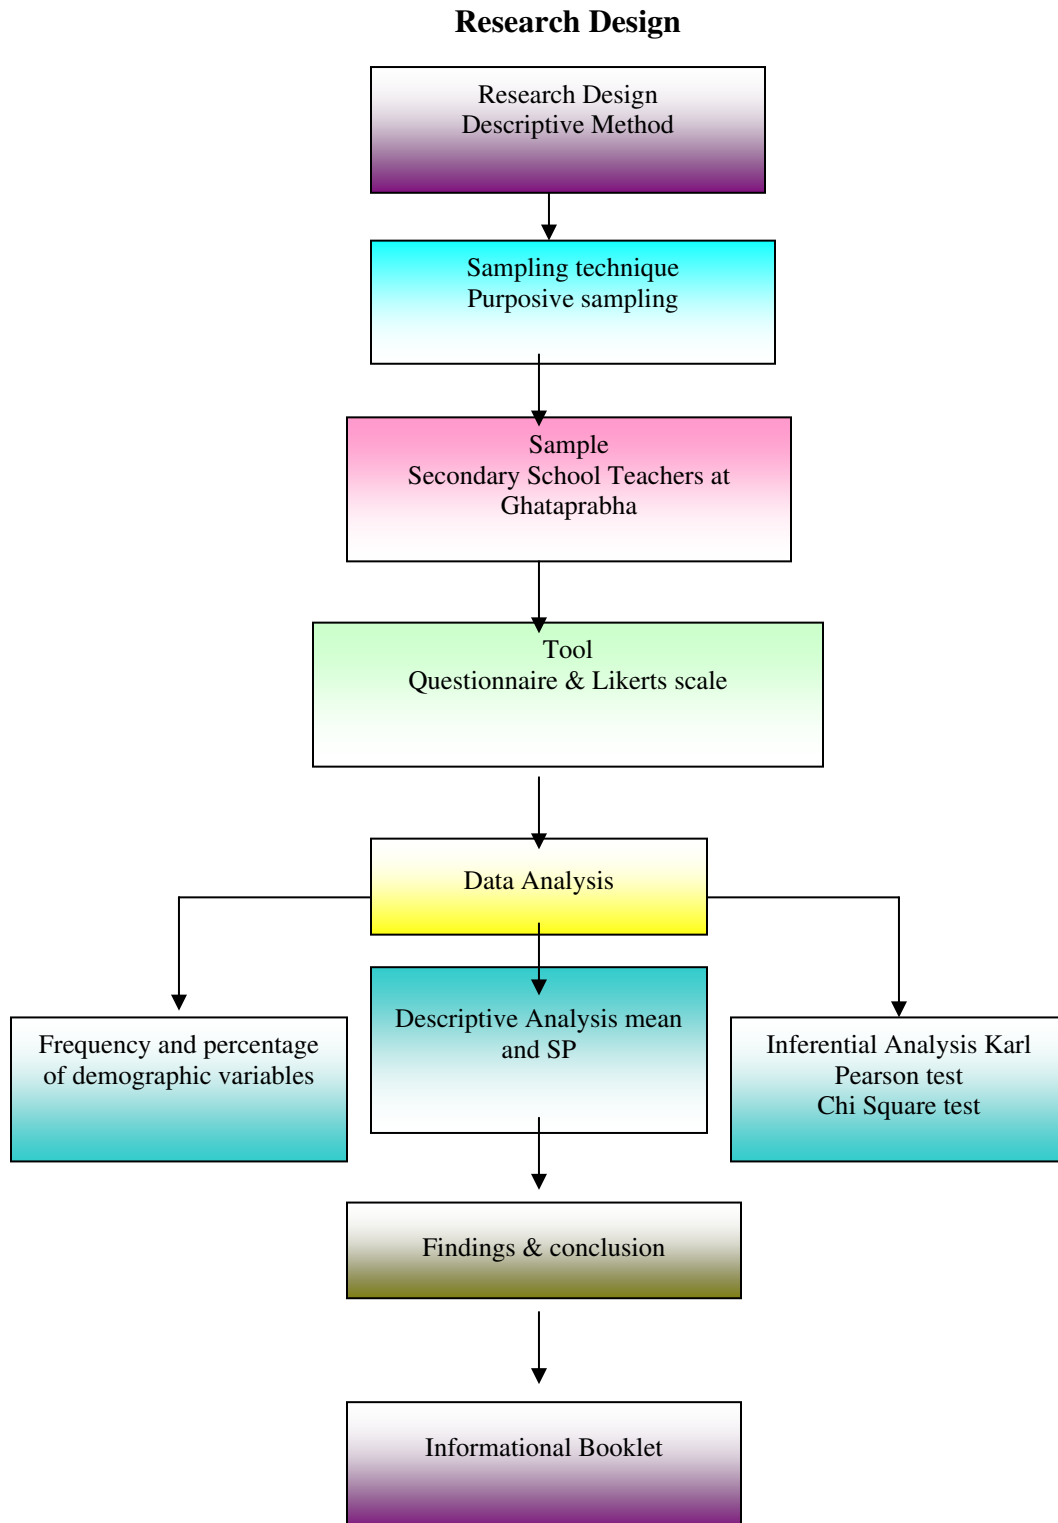 Research Design
Research Design
Descriptive Method
Sampling technique
Purposive sampling
Sample
Secondary School Teachers at
Ghataprabha
Tool
Questionnaire & Likerts scale
Data Analysis
Frequency and percentage
of demographic variables
Descriptive Analysis mean
and SP
Inferential Analysis Karl
Pearson test
Chi Square test
Findings & conclusion
Informational Booklet